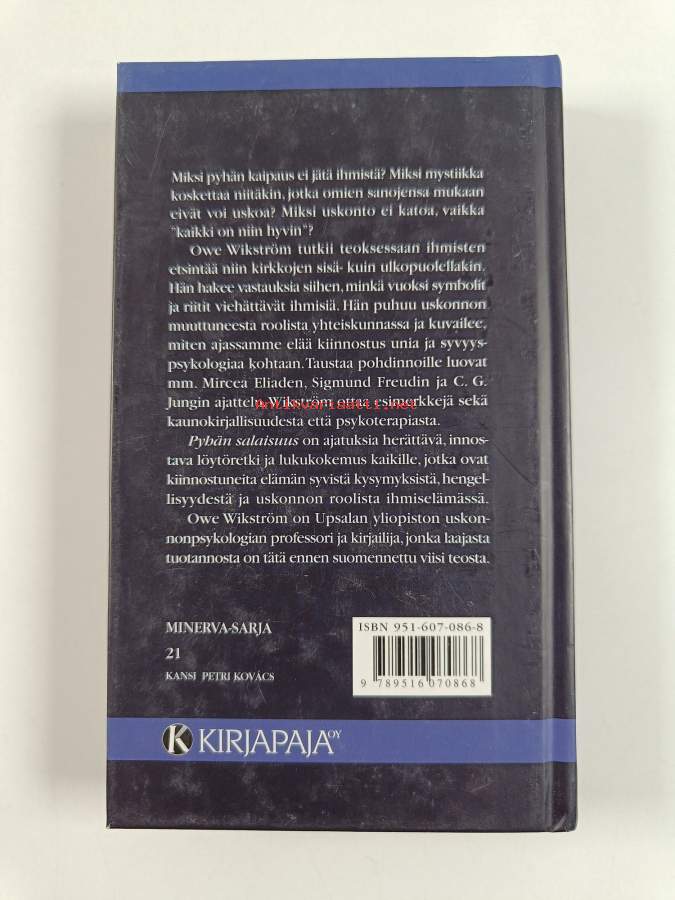 Miksi pyhän kaipaus ei jätä ihmistä? Miksi mystiikka
koskettaa niitäkin, jotka omien sanojensa mukaan
eivät voi uskoa? Miksi uskonto ei katoa, vaikka
"kaikki on niin hyvin"?
Owe Wikström tutkii teoksessaan ihmisten
etsintää niin kirkkojen sisä- kuin ulkopuolellakin.
Hän hakee vastauksia siihen, minkä vuoksi symbolit
ja riitit viehättävät ihmisiä. Hän puhuu uskonnon
muuttuneesta roolista yhteiskunnassa ja kuvailee,
miten ajassamme elää kiinnostus unia ja syvyys-
psykologiaa kohtaan. Taustaa pohdinnoille luovat
mm. Mircea Eliaden, Sigmund Freudin ja C. G.
Jungin ajattelu. Wikström ottaa esimerkkejä sekä
Antikvariaatti.net
kaunokirjallisuudesta että psykoterapiasta.
Pyhän salaisuus on ajatuksia herättävä, innos-
tava löytöretki ja lukukokemus kaikille, jotka ovat
kiinnostuneita elämän syvistä kysymyksistä, hengel-
lisyydestä ja uskonnon roolista ihmiselämässä.
Owe Wikström on Upsalan yliopiston uskon-
nonpsykologian professori ja kirjailija, jonka laajasta
tuotannosta on tätä ennen suomennettu viisi teosta.
MINERVA-SARJA
21
KANSI PETRI KOVÁCS
ISBN 951-607-086-8
9 789516 070868
K KIRJAPAJA OY